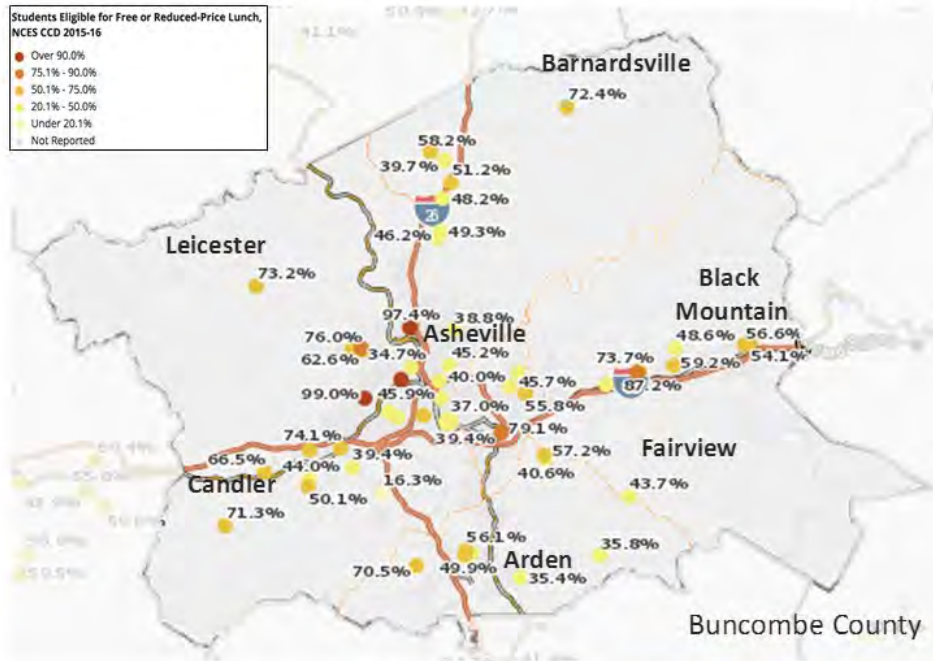 Students Eligible for Free or Reduced-Price Lunch,
NCES CCD 2015-16
Over 90.0%
75.1% - 90.0%
50.1% - 75.0%
20.1% - 50.0%
Under 20.1%
Not Reported
41.1%
Barnardsville
72.4%
58.2%
39.7%
51.2%
48.2%
26
46.2%
49.3%
Leicester
73.2%
Black
Mountain
97.4%
38.8%
Asheville
76.0%
62.6%
34.7%
45.2%
48.6%
56.6%
73.7%
59.2%
54.1%
40.0%
45.7%
87.2%
99.0%
45.9%
37.0%
55.8%
79.1%
39.4%
74.1%
39.4%
57.2%
Fairview
66.5%
44.0%
40.6%
Candler
50.1%
16.3%
43.7%
71.3%
56.1%
Arden
35.8%
70.5%
49.9%
35.4%
Buncombe County